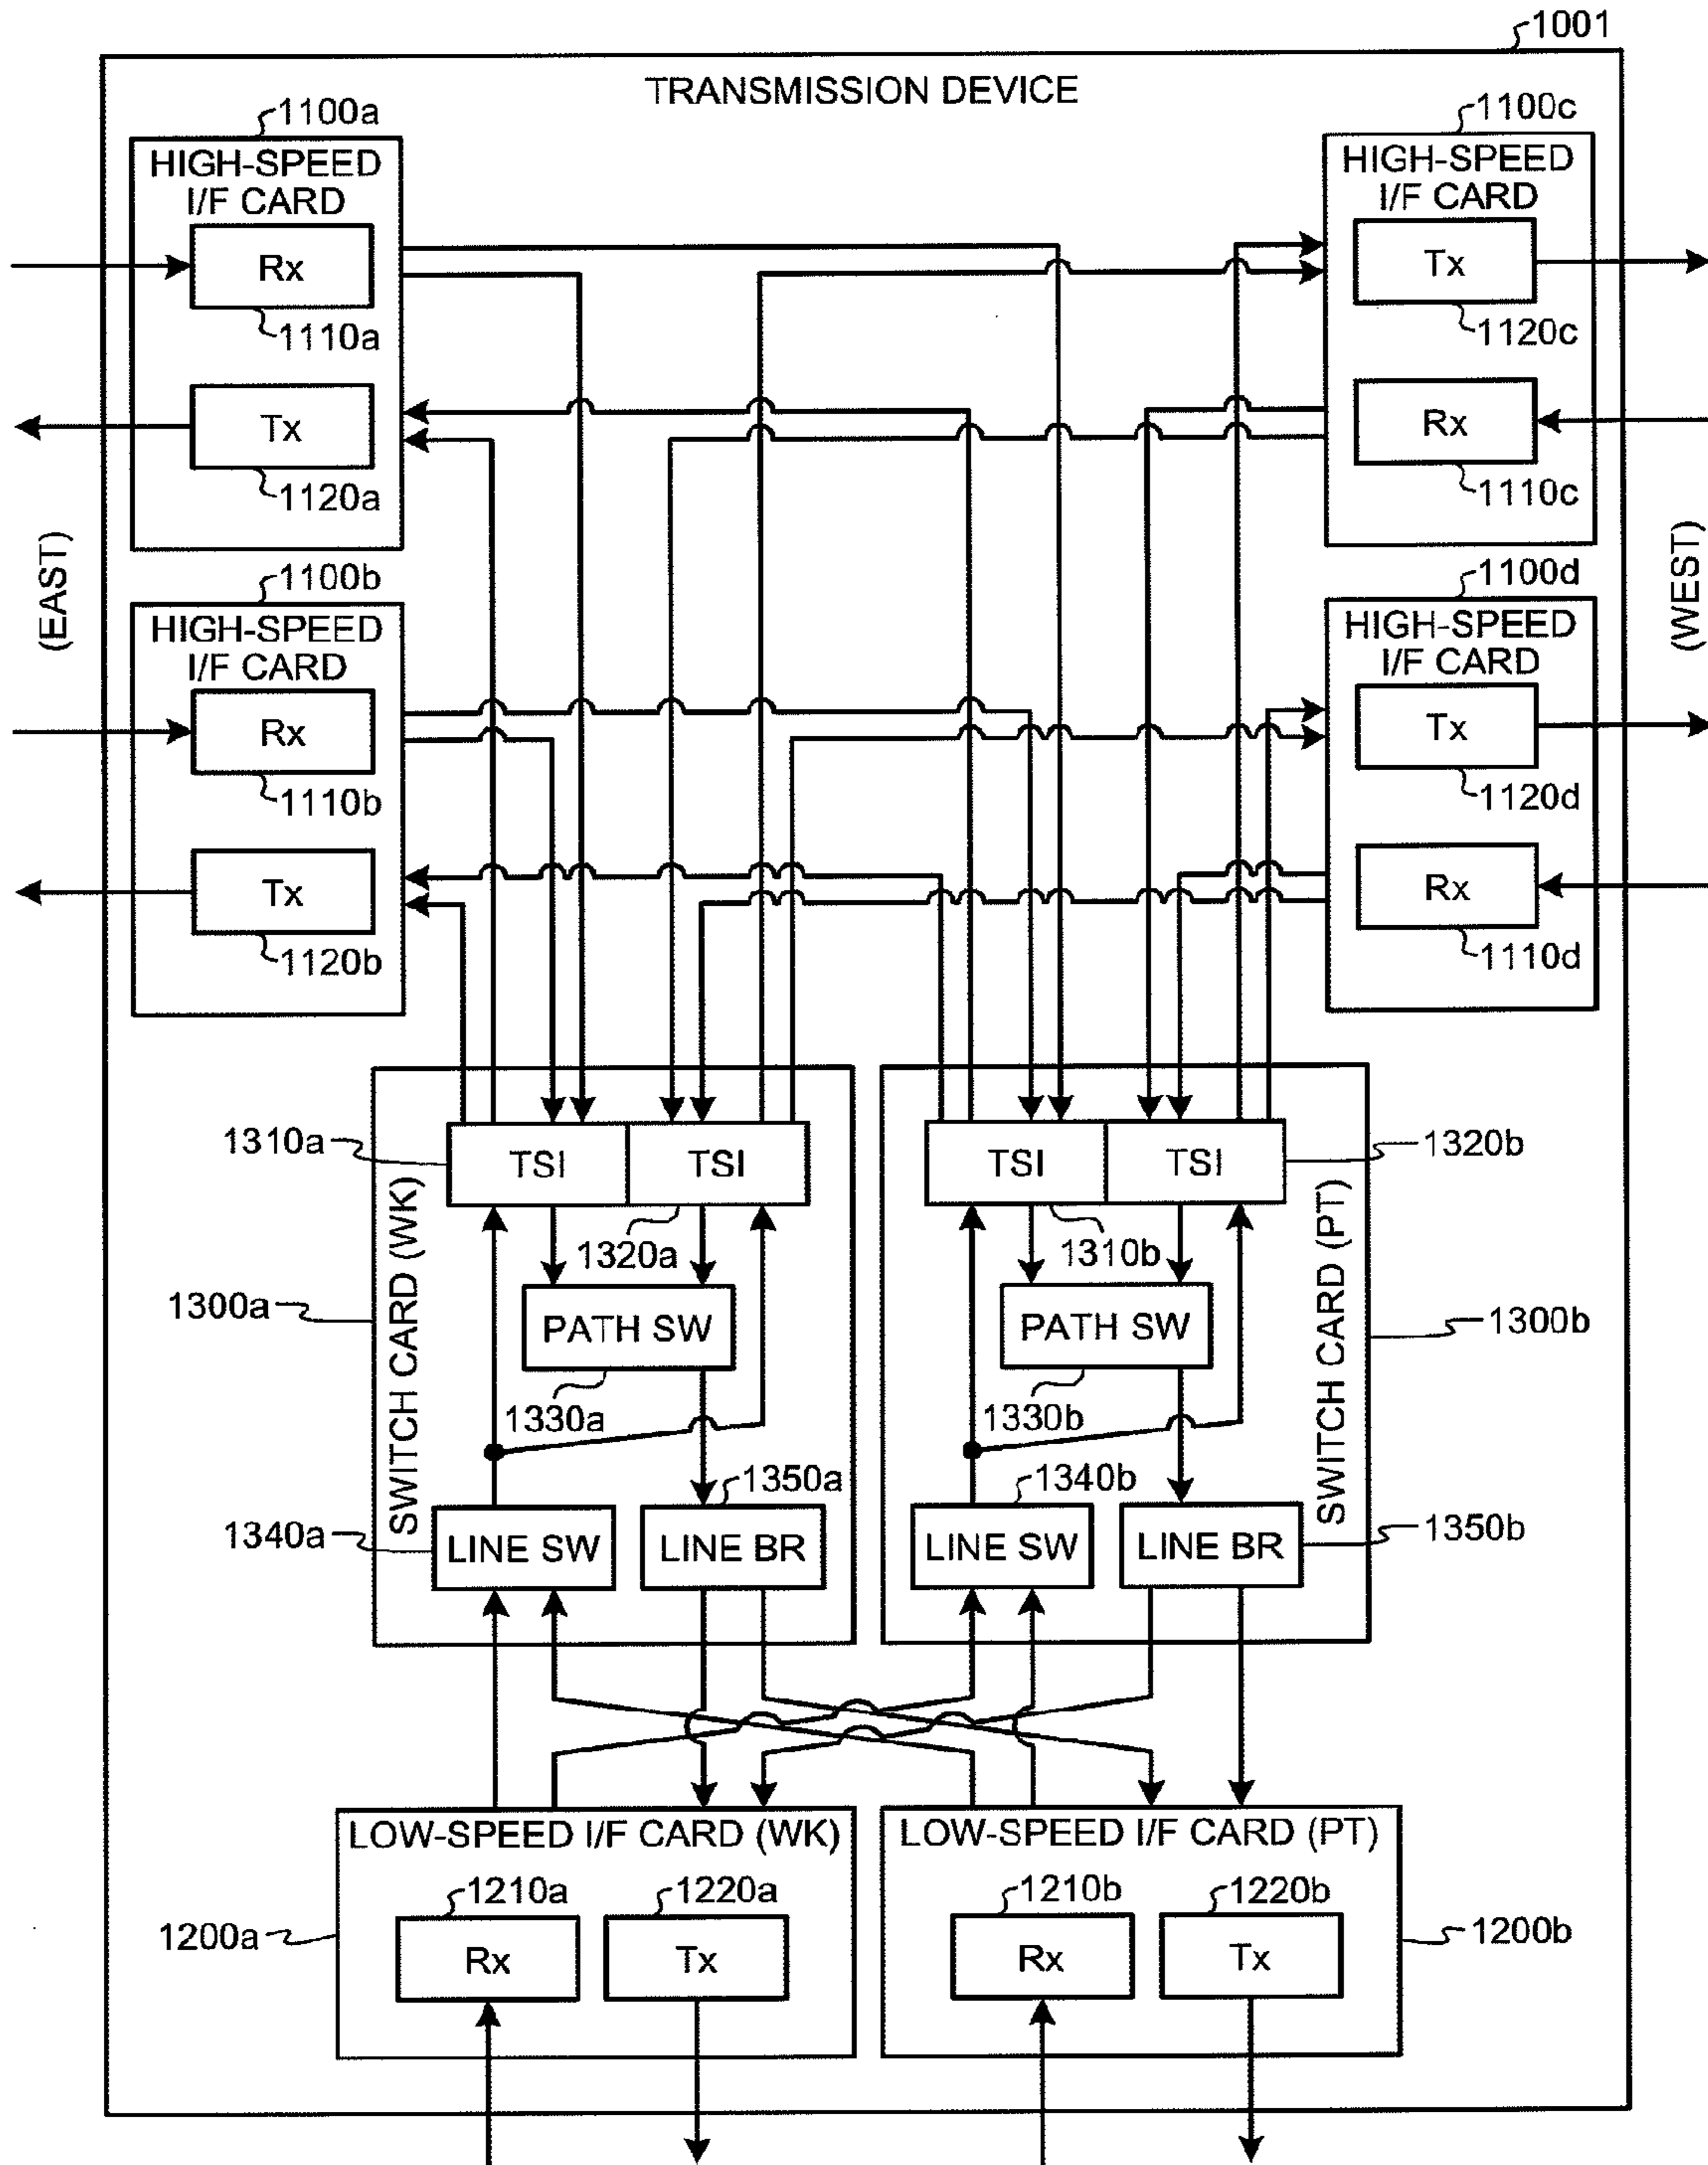 1001
TRANSMISSION DEVICE
1100a
HIGH-SPEED
I/F CARD
Rx
1110a
Tx
1120a
1100c
HIGH-SPEED
I/F CARD
Tx
1120c
Rx
1110c
(EAST)
(WEST)
1100b
HIGH-SPEED
I/F CARD
Rx
1110b
Tx
1120b
1100d
HIGH-SPEED
I/F CARD
Tx
1120d
Rx
1110d
1310a
TSI
TSI
1320a
SWITCH CARD (WK)
1300a
PATH SW
1330a
1350a
1340a
LINE SW
LINE BR
TSI
TSI
1320b
1310b
SWITCH CARD (PT)
PATH SW
1300b
1330b
1340b
LINE SW
LINE BR
1350b
LOW-SPEED I/F CARD (WK)
1210a
1220a
1200a
Rx
Tx
LOW-SPEED I/F CARD (PT)
1210b
1220b
Rx
Tx
1200b